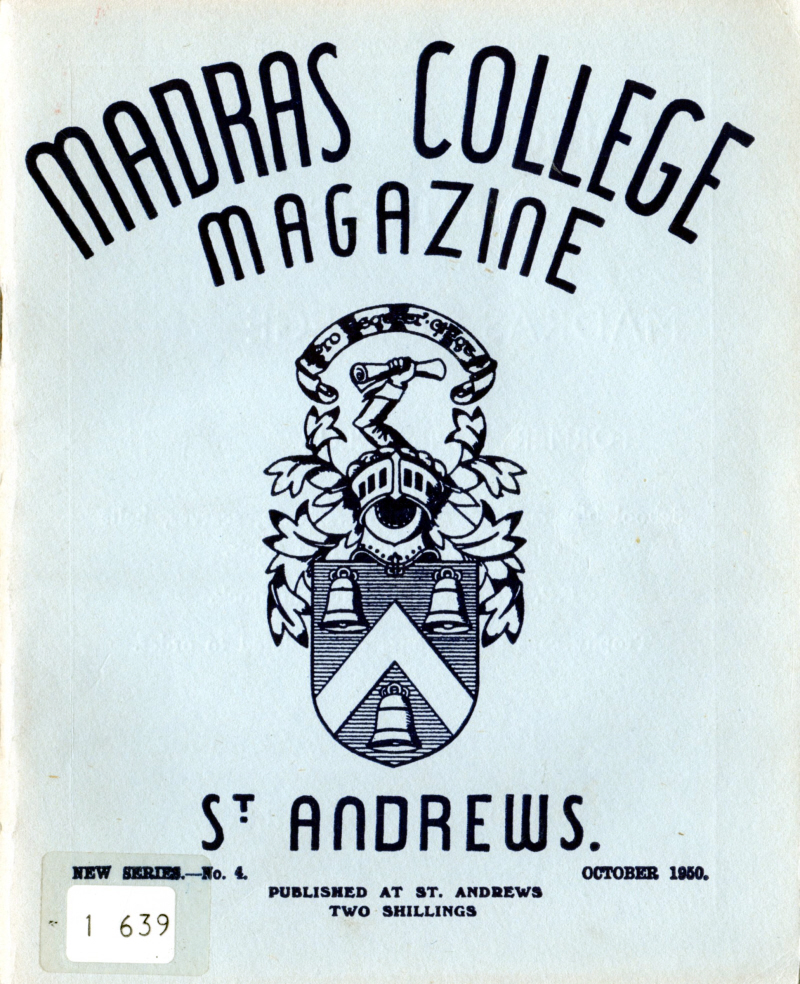 MADRAS COLLEGE
MAGAZINE
ST ANDREWS.
NEW SERIES.—No. 4.
OCTOBER 1950.
PUBLISHED AT ST. ANDREWS
TWO SHILLINGS
1 639